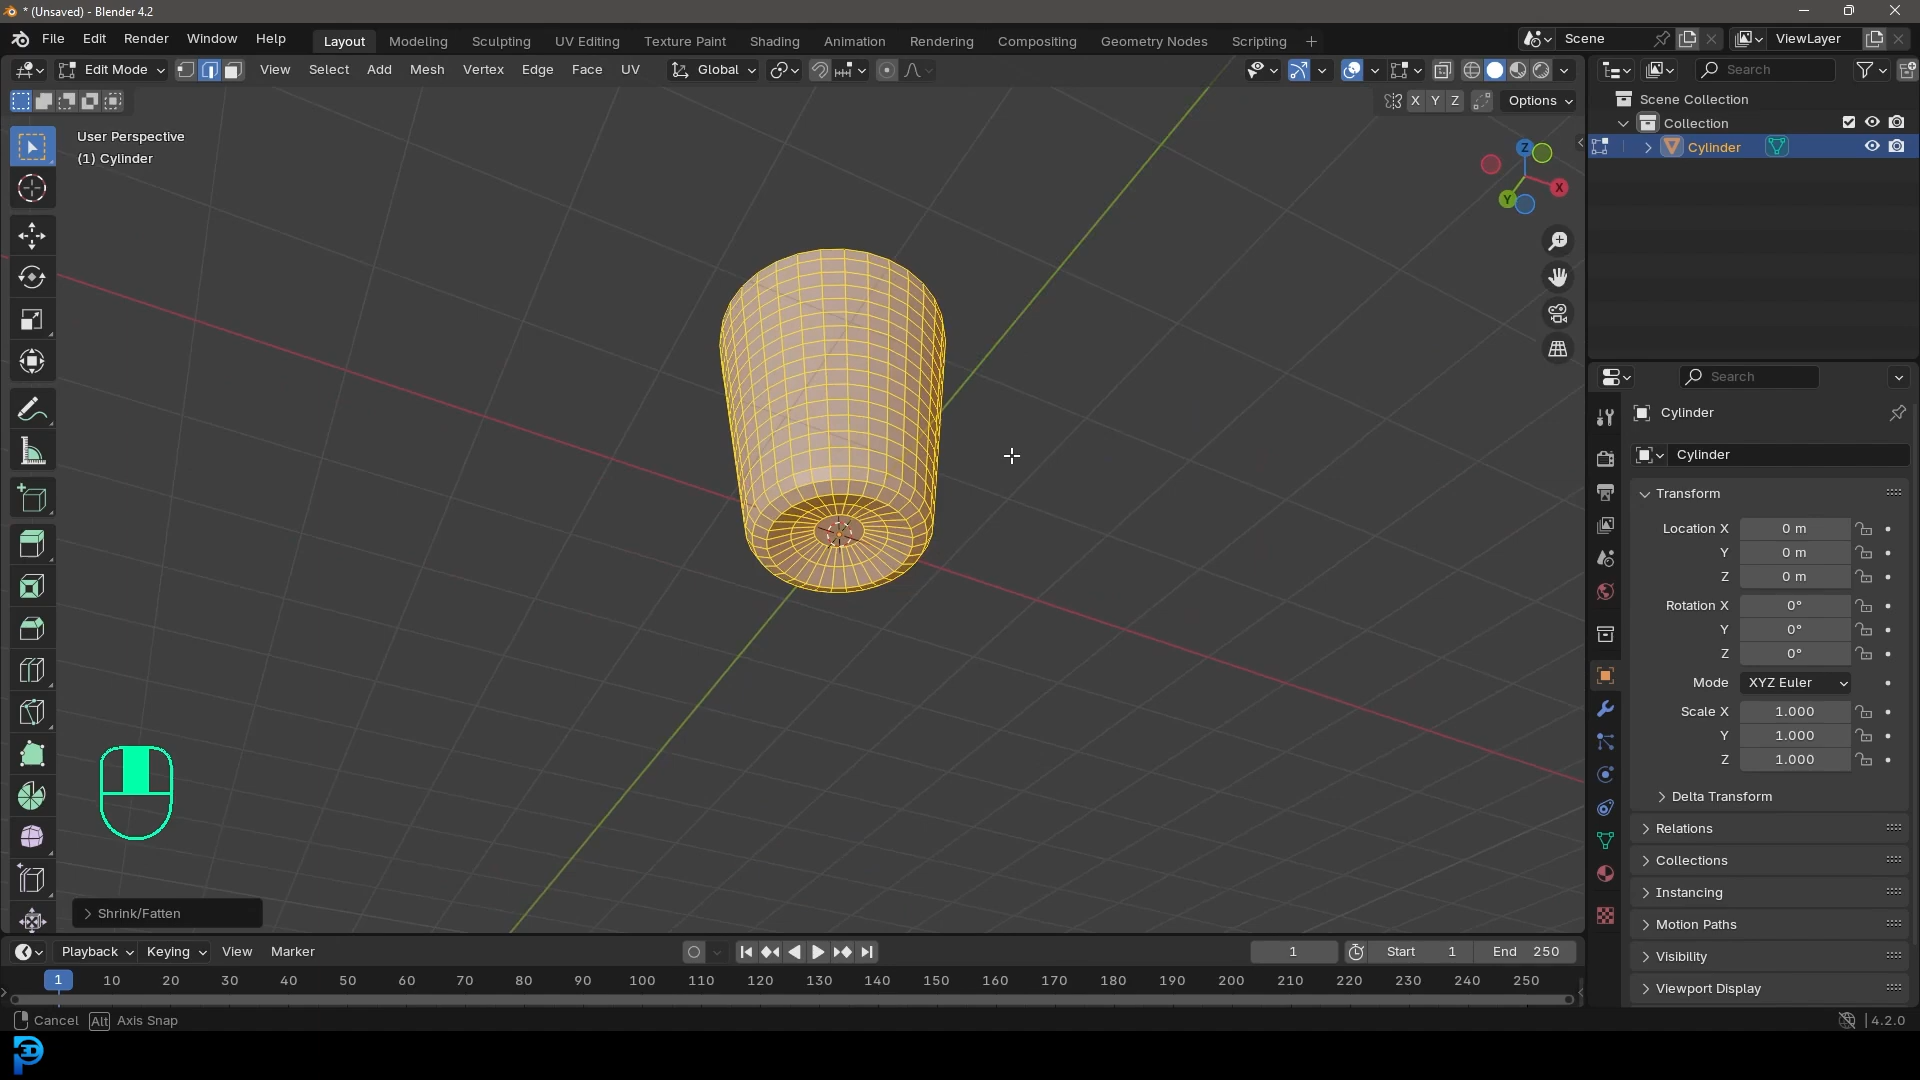 * (Unsaved) - Blender 4.2
File Edit Render Window Help Layout Modeling Sculpting UV Editing Texture Paint Shading Animation Rendering Compositing Geometry Nodes Scripting + Scene ViewLayer
Edit Mode View Select Add Mesh Vertex Edge Face UV Global Search
X Y Z Options
Scene Collection
Collection
Cylinder
User Perspective
(1) Cylinder
Z
X
Y
Search
Cylinder
Cylinder
Transform
Location X 0 m
Y 0 m
Z 0 m
Rotation X 0°
Y 0°
Z 0°
Mode XYZ Euler
Scale X 1.000
Y 1.000
Z 1.000
Delta Transform
Relations
Collections
Instancing
Motion Paths
Visibility
Viewport Display
Shrink/Fatten
Playback Keying View Marker 1 Start 1 End 250
1 10 20 30 40 50 60 70 80 90 100 110 120 130 140 150 160 170 180 190 200 210 220 230 240 250
Cancel Alt Axis Snap 4.2.0